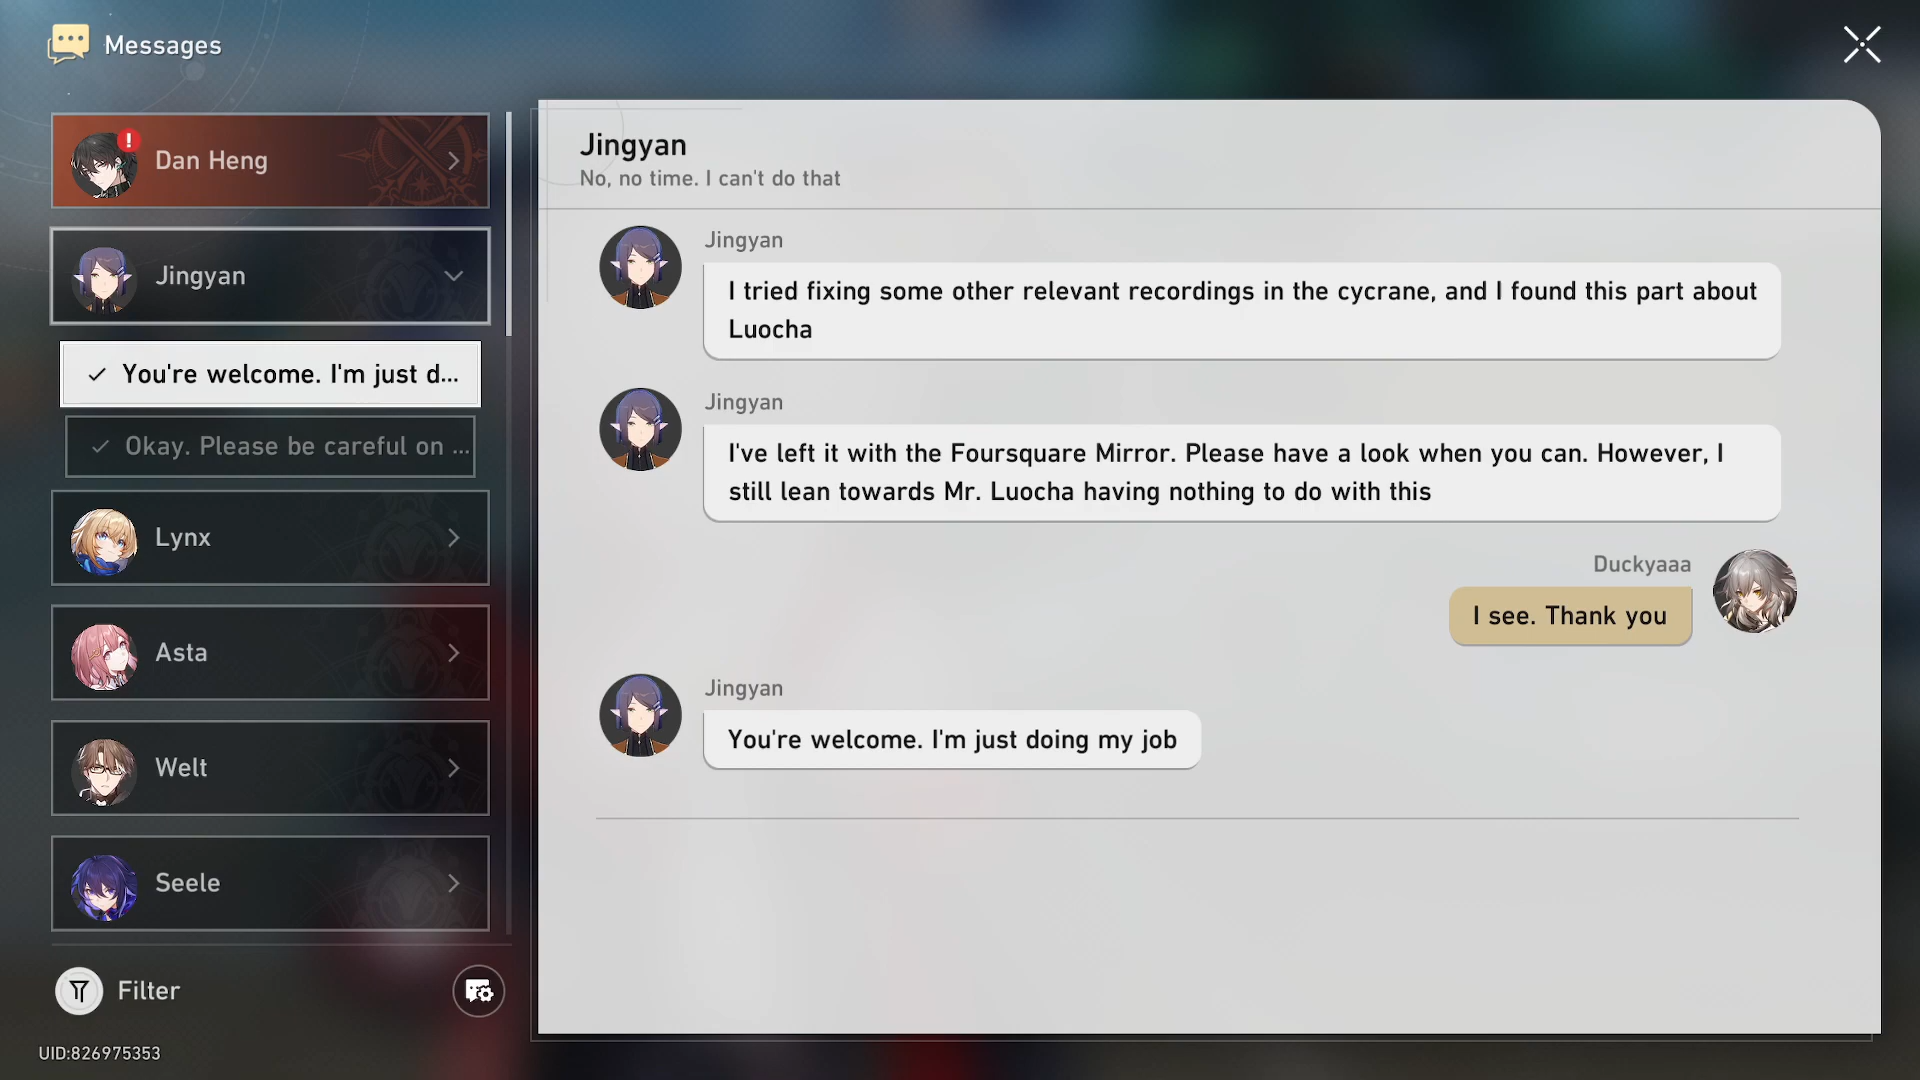 Messages
Dan Heng
Jingyan
You're welcome. I'm just d...
Okay. Please be careful on ...
Lynx
Asta
Welt
Seele
Filter
UID:826975353
Jingyan
No, no time. I can't do that
Jingyan
I tried fixing some other relevant recordings in the cycrane, and I found this part about
Luocha
Jingyan
I've left it with the Foursquare Mirror. Please have a look when you can. However, I
still lean towards Mr. Luocha having nothing to do with this
Duckyaaa
I see. Thank you
Jingyan
You're welcome. I'm just doing my job